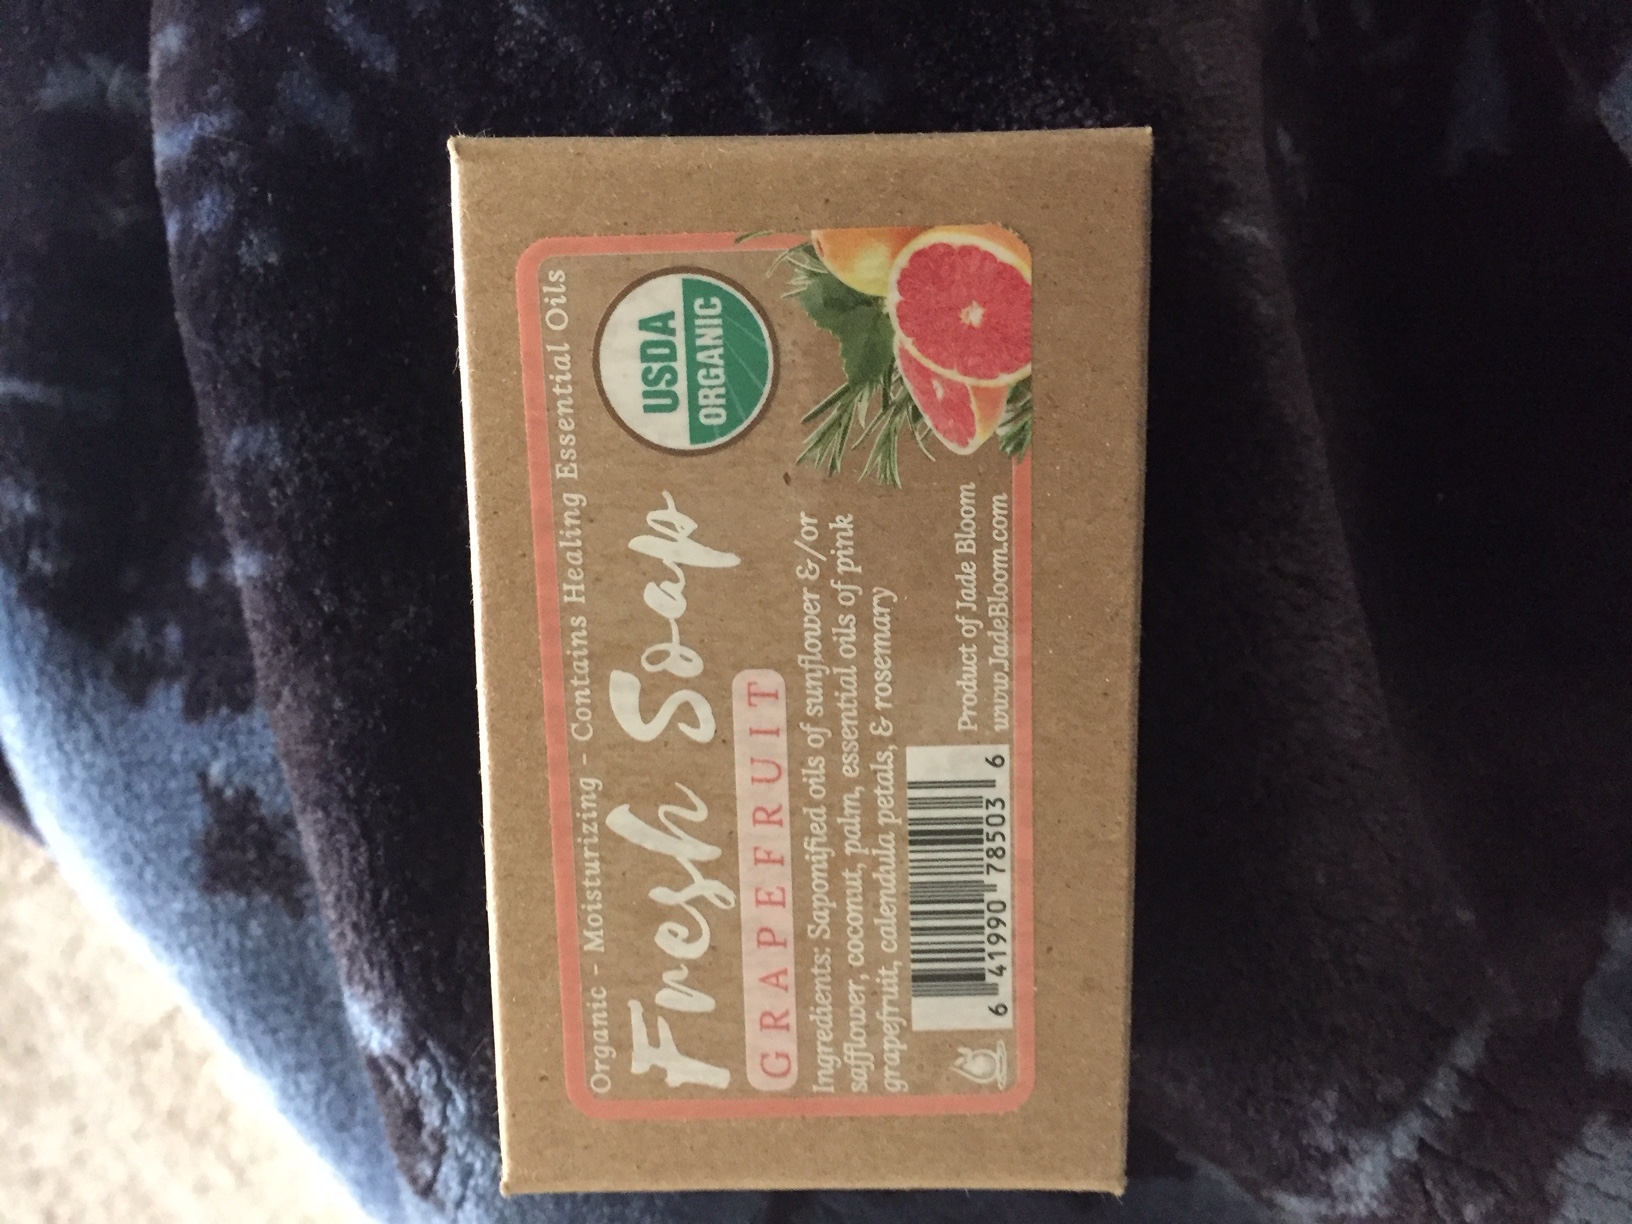 Organic - Moisturizing - Contains Healing Essential Oils
Fresh Soap
GRAPEFRUIT
USDA
ORGANIC
Ingredients: Saponified oils of sunflower &/or
safflower, coconut, palm, essential oils of pink
grapefruit, calendula petals, & rosemary
6 41990 78503 6
Product of Jade Bloom
www.JadeBloom.com